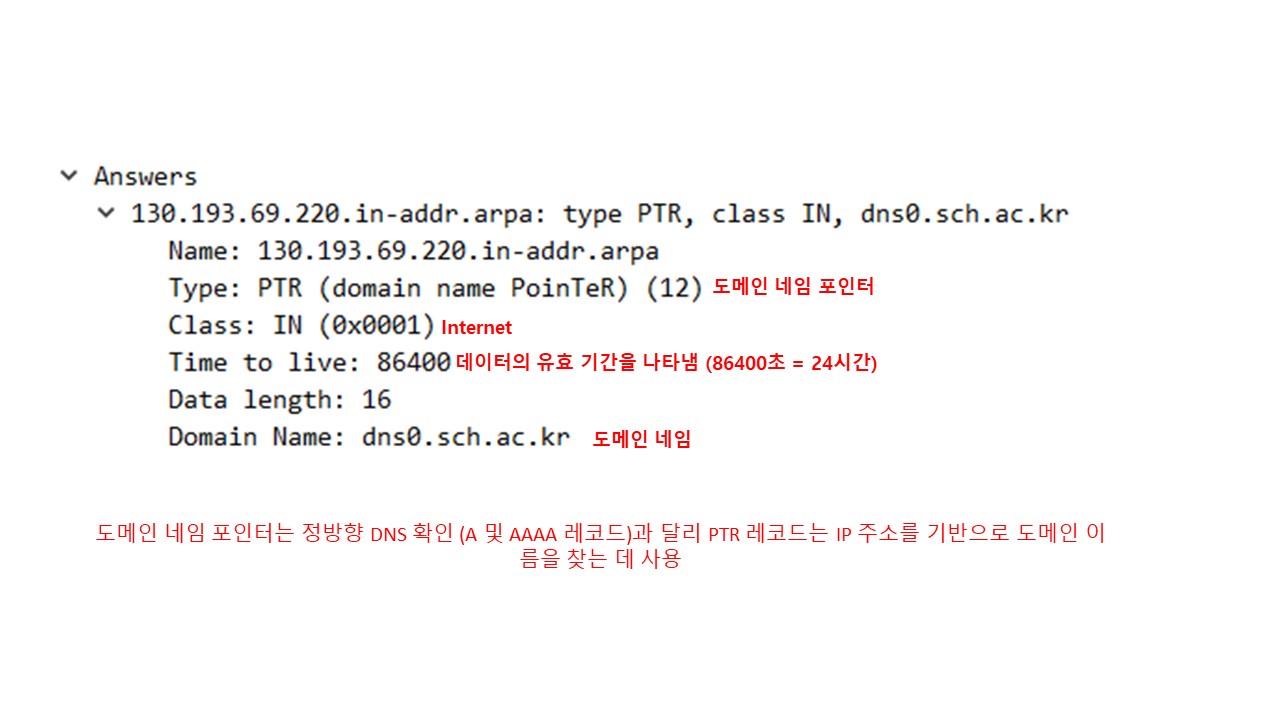 Answers
130.193.69.220.in-addr.arpa: type PTR, class IN, dns0.sch.ac.kr
Name: 130.193.69.220.in-addr.arpa
Type: PTR (domain name PoinTeR) (12) 도메인 네임 포인터
Class: IN (0x0001) Internet
Time to live: 86400 데이터의 유효 기간을 나타냄 (86400초 = 24시간)
Data length: 16
Domain Name: dns0.sch.ac.kr 도메인 네임
도메인 네임 포인터는 정방향 DNS 확인 (A 및 AAAA 레코드)과 달리 PTR 레코드는 IP 주소를 기반으로 도메인 이
름을 찾는 데 사용